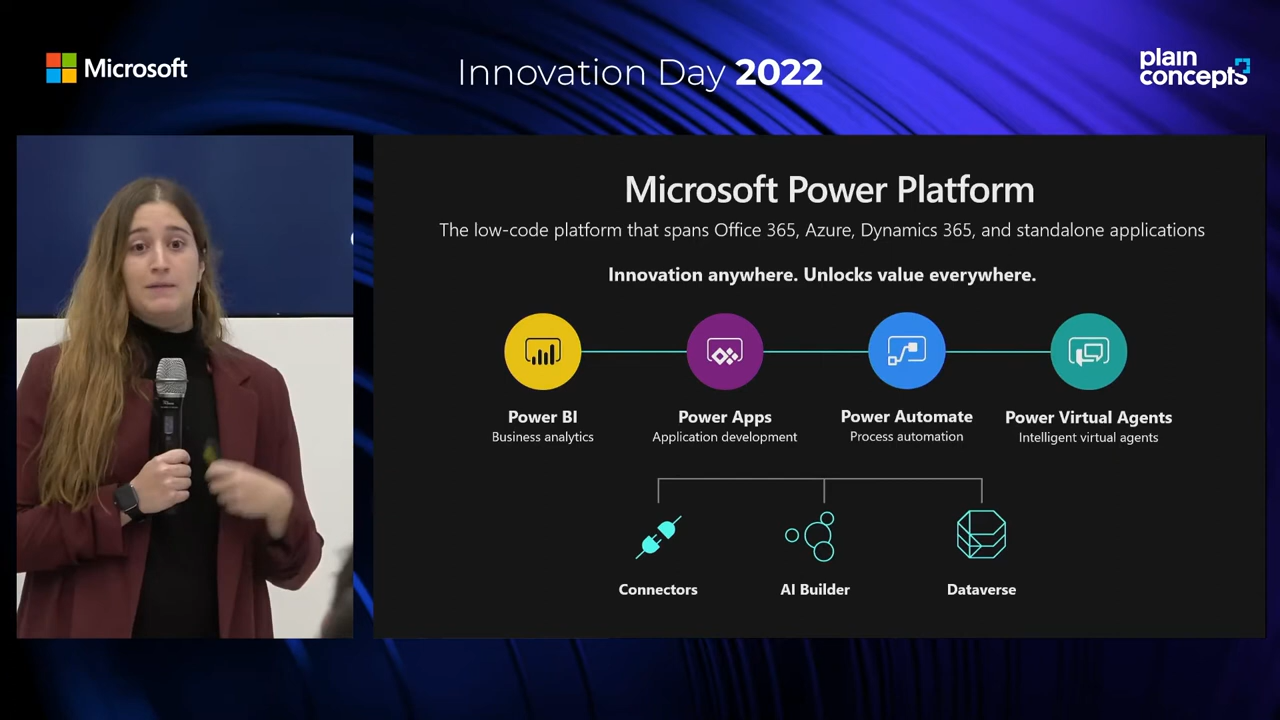 Microsoft
Innovation Day 2022
plain concepts
Microsoft Power Platform
The low-code platform that spans Office 365, Azure, Dynamics 365, and standalone applications
Innovation anywhere. Unlocks value everywhere.
Power BI
Business analytics
Power Apps
Application development
Power Automate
Process automation
Power Virtual Agents
Intelligent virtual agents
Connectors
AI Builder
Dataverse